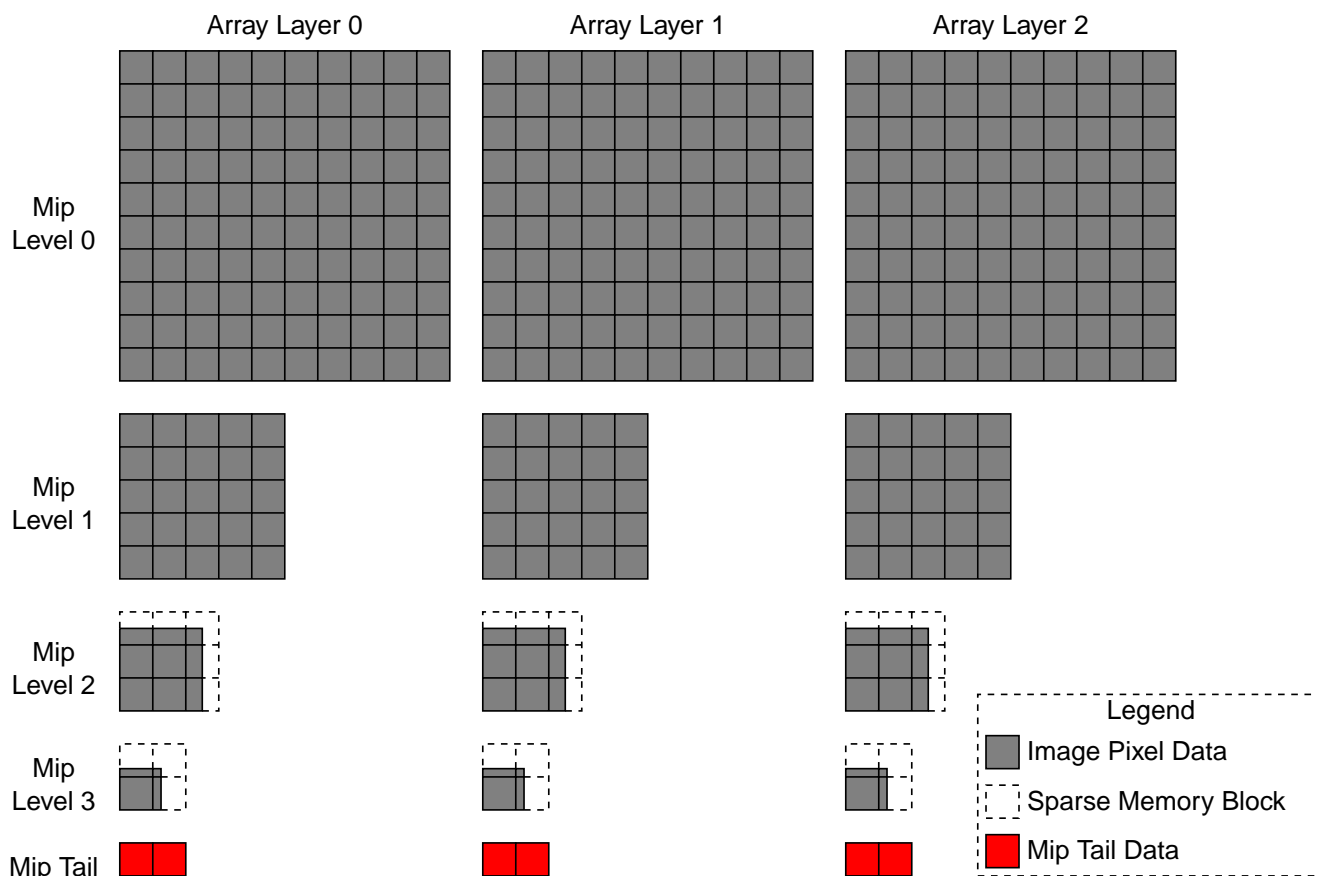 Array Layer 0
Array Layer 1
Array Layer 2
Mip
Level 0
Mip
Level 1
Mip
Level 2
Mip
Level 3
Mip Tail
Legend
Image Pixel Data
Sparse Memory Block
Mip Tail Data